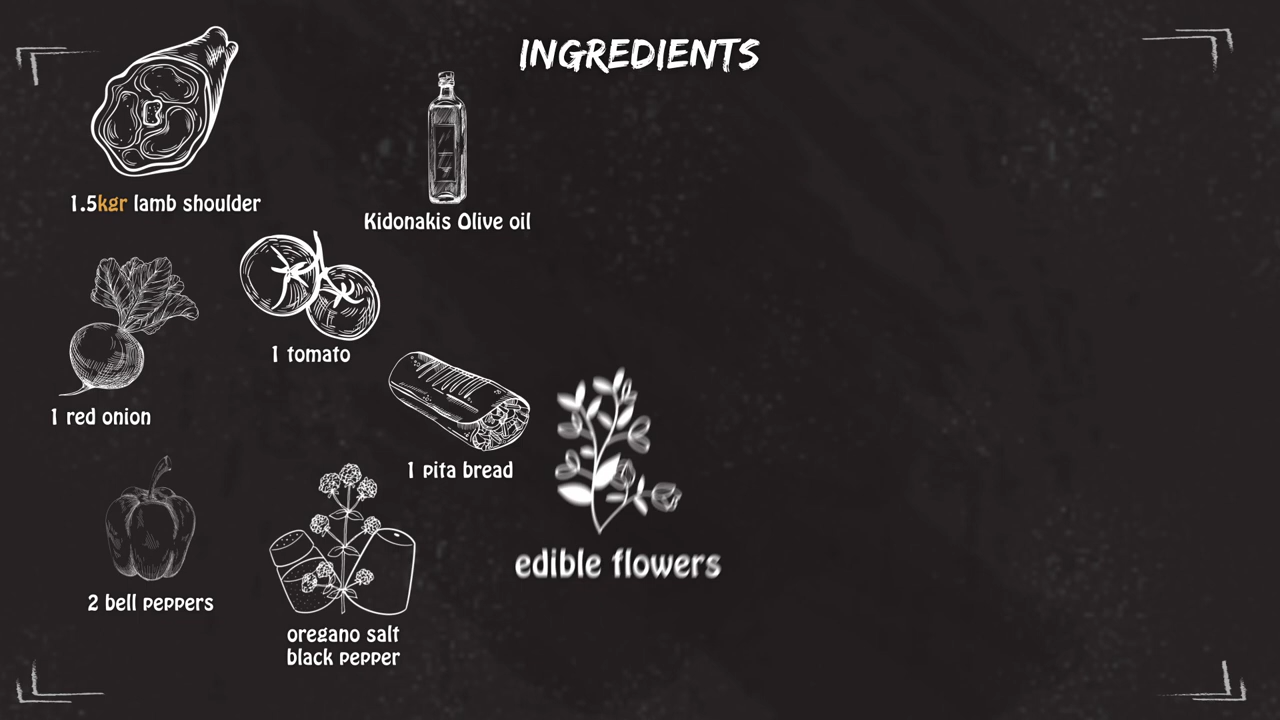 INGREDIENTS
1.5kgr lamb shoulder
Kidonakis Olive oil
1 tomato
1 red onion
1 pita bread
edible flowers
2 bell peppers
oregano salt
black pepper